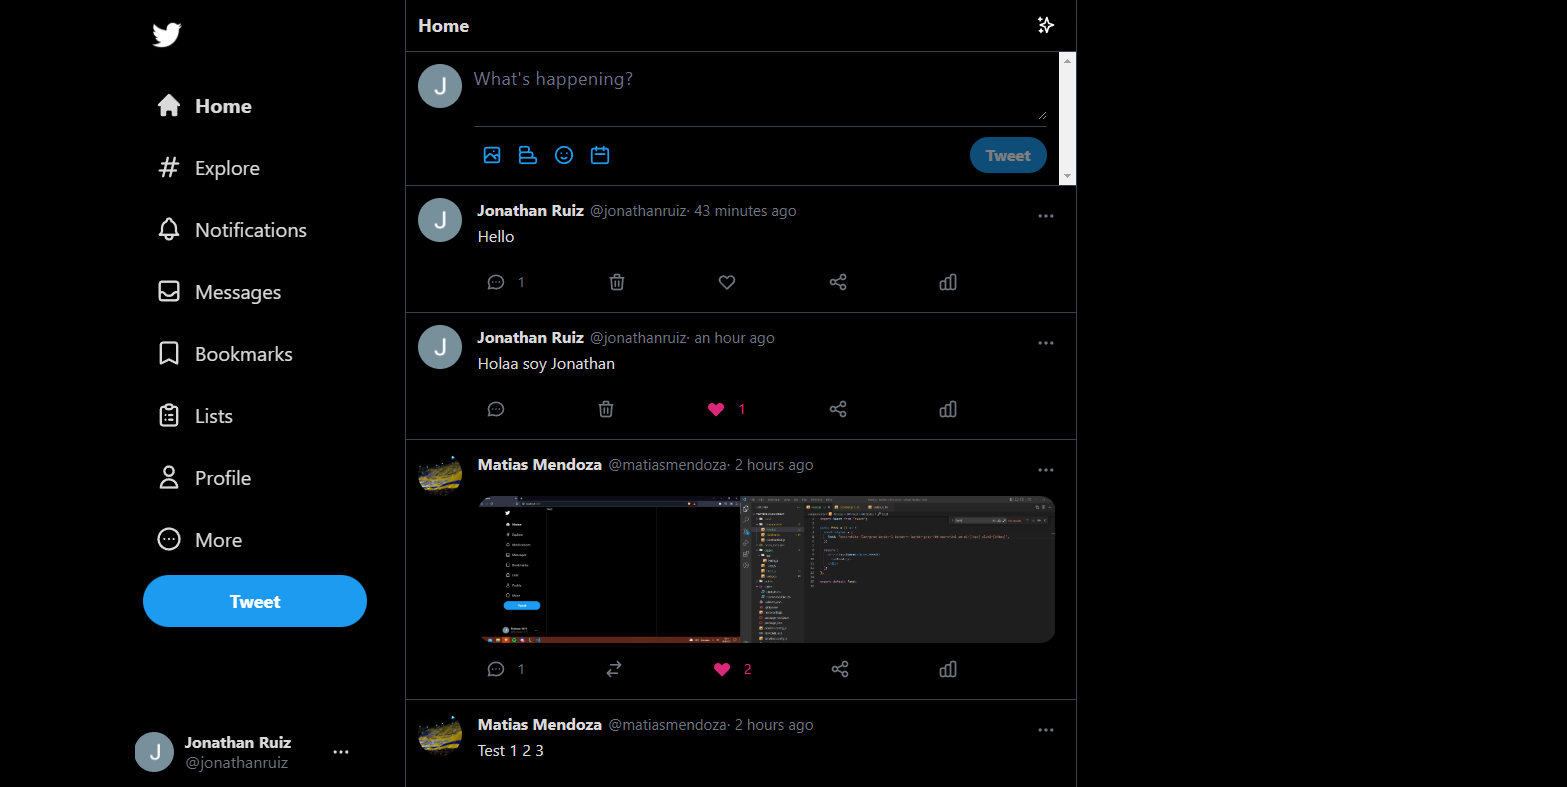 Home
Explore
Notifications
Messages
Bookmarks
Lists
Profile
More
Tweet
Jonathan Ruiz
@jonathanruiz
Home
What's happening?
Tweet
J
J
Jonathan Ruiz @jonathanruiz· 43 minutes ago
Hello
1
J
Jonathan Ruiz @jonathanruiz· an hour ago
Holaa soy Jonathan
1
Matias Mendoza @matiasmendoza· 2 hours ago
1 2
Matias Mendoza @matiasmendoza· 2 hours ago
Test 1 2 3
J